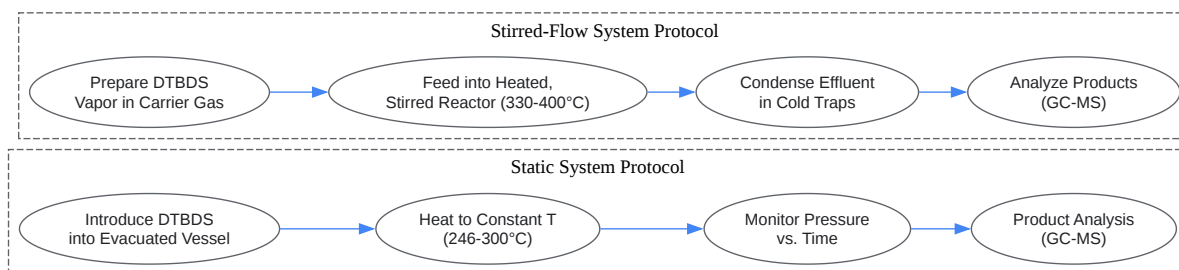 Stirred-Flow System Protocol
Prepare DTBDS
Vapor in Carrier Gas
Feed into Heated,
Stirred Reactor (330-400°C)
Condense Effluent
in Cold Traps
Analyze Products
(GC-MS)
Static System Protocol
Introduce DTBDS
into Evacuated Vessel
Heat to Constant T
(246-300°C)
Monitor Pressure
vs. Time
Product Analysis
(GC-MS)